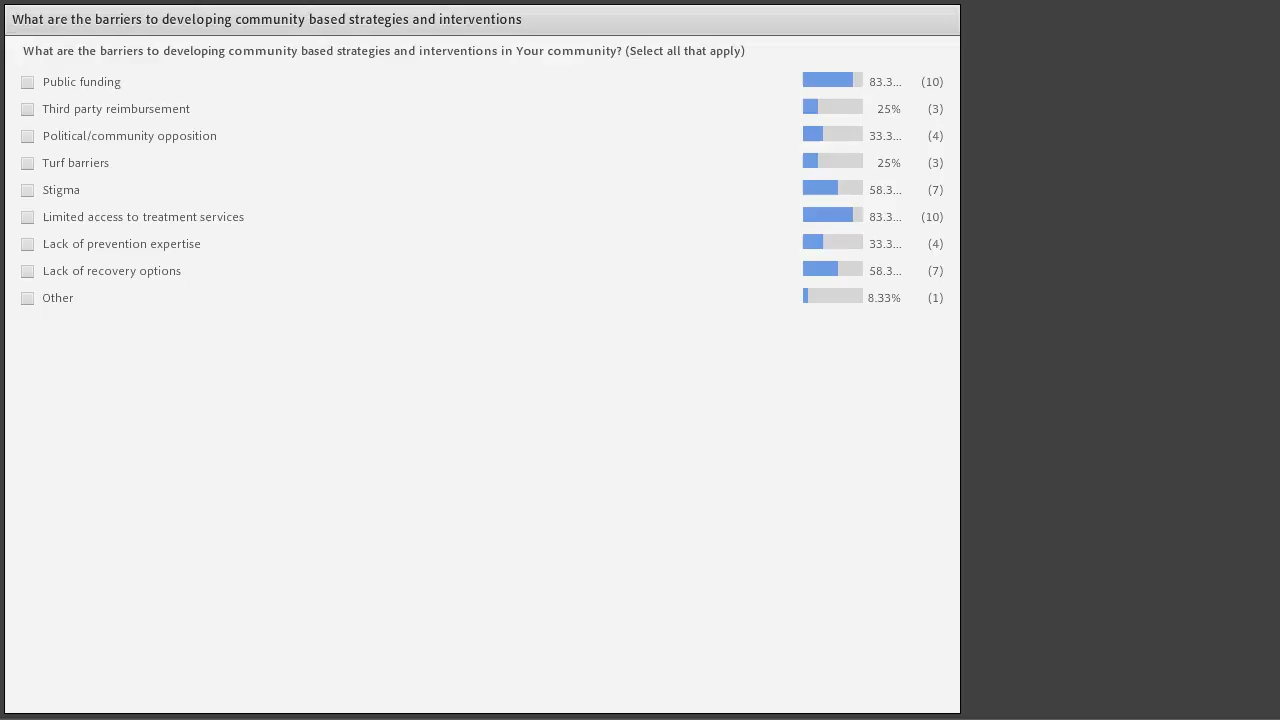 What are the barriers to developing community based strategies and interventions
What are the barriers to developing community based strategies and interventions in Your community? (Select all that apply)
Public funding 83.3... (10)
Third party reimbursement 25% (3)
Political/community opposition 33.3... (4)
Turf barriers 25% (3)
Stigma 58.3... (7)
Limited access to treatment services 83.3... (10)
Lack of prevention expertise 33.3... (4)
Lack of recovery options 58.3... (7)
Other 8.33% (1)